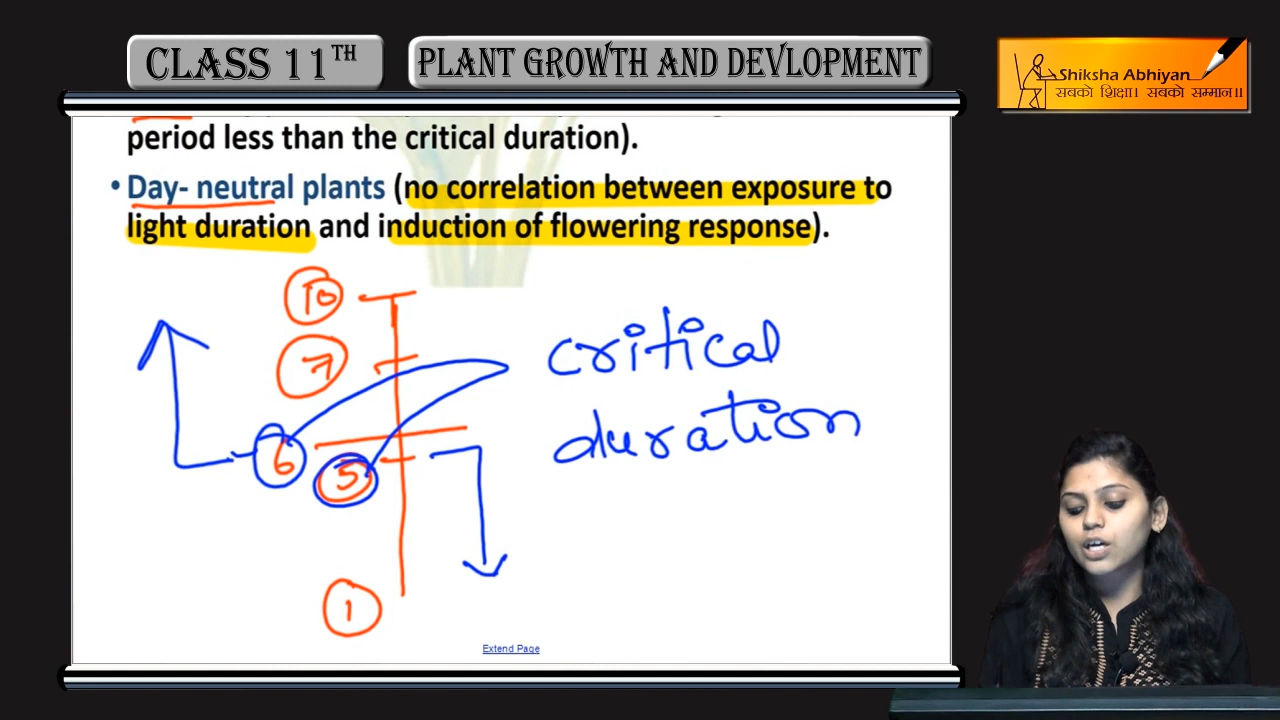 CLASS 11TH
PLANT GROWTH AND DEVLOPMENT
Shiksha Abhiyan
सबको शिक्षा। सबको सम्मान।।
period less than the critical duration).
• Day- neutral plants (no correlation between exposure to
light duration and induction of flowering response).
10
7
critical
duration
6
5
1
Extend Page